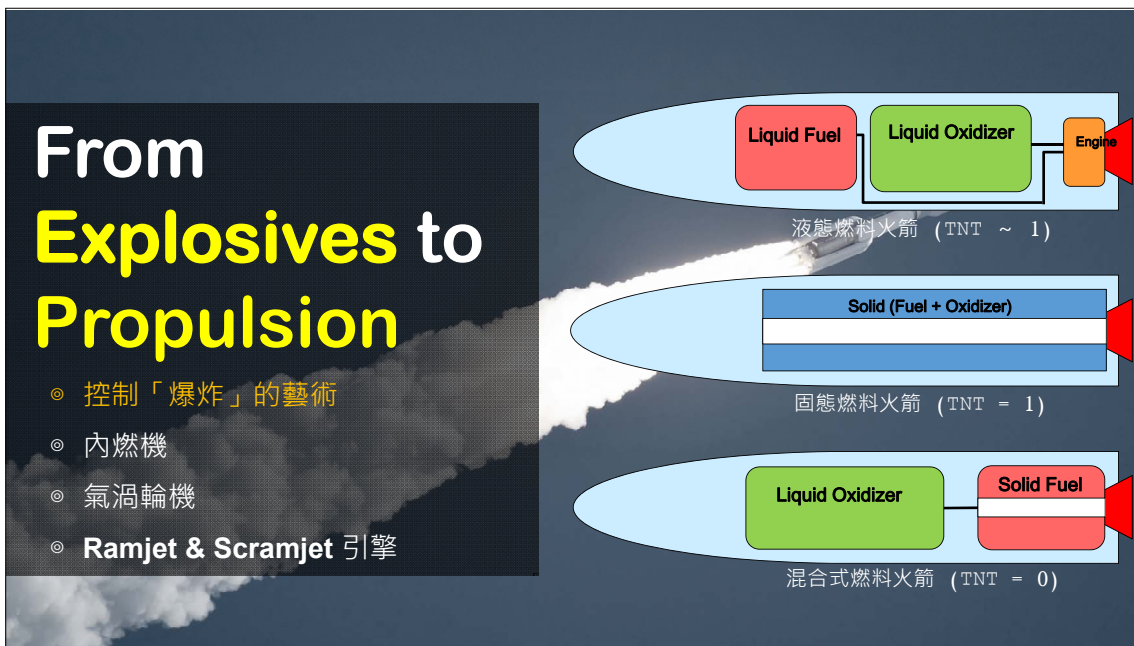 From
Explosives to
Propulsion
◎ 控制「爆炸」的藝術
◎ 內燃機
◎ 氣渦輪機
◎ Ramjet & Scramjet 引擎
Liquid Fuel
Liquid Oxidizer
Engine
液態燃料火箭 (TNT ~ 1)
Solid (Fuel + Oxidizer)
固態燃料火箭 (TNT = 1)
Liquid Oxidizer
Solid Fuel
混合式燃料火箭 (TNT = 0)